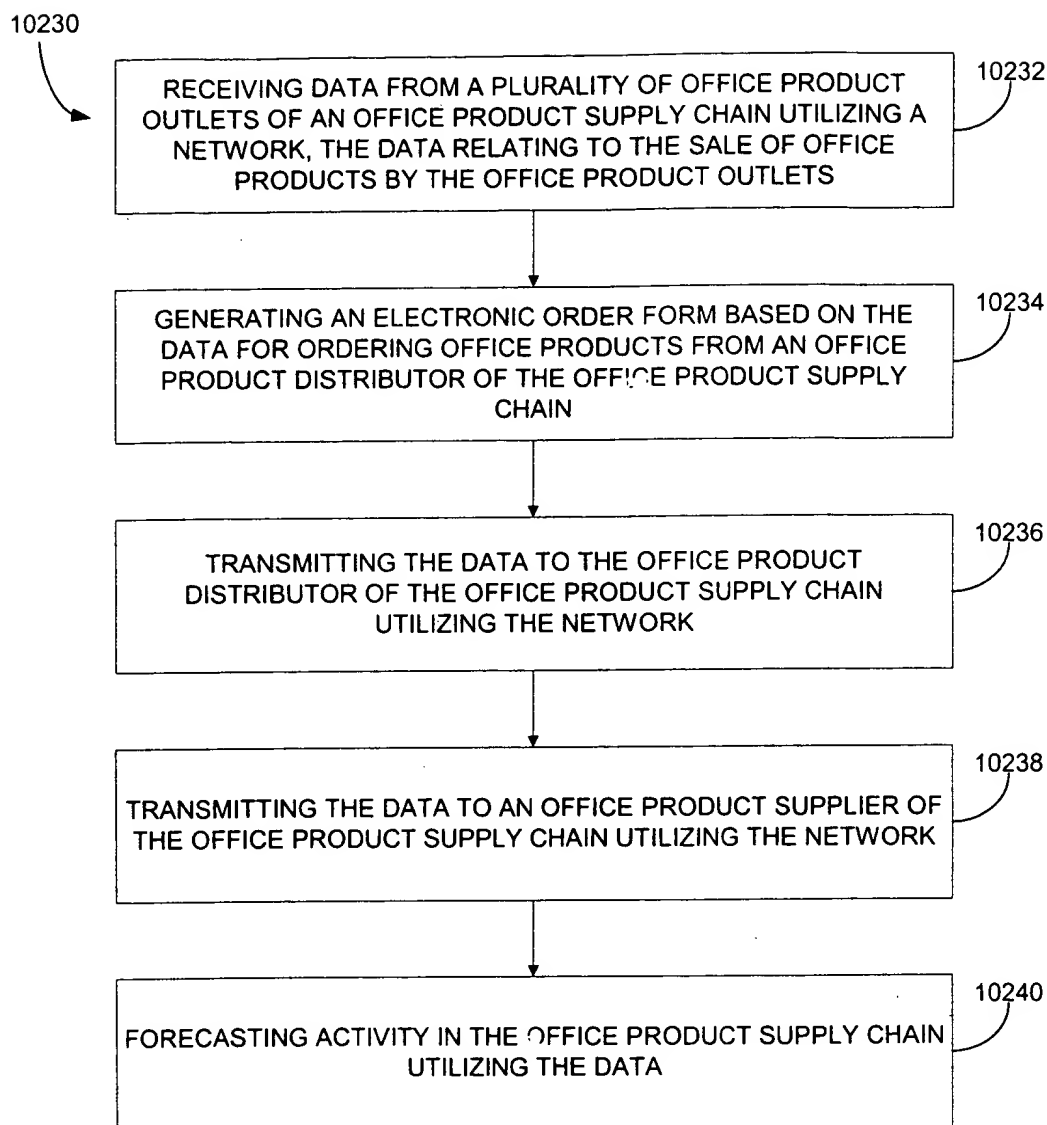 10230
10232
RECEIVING DATA FROM A PLURALITY OF OFFICE PRODUCT
OUTLETS OF AN OFFICE PRODUCT SUPPLY CHAIN UTILIZING A
NETWORK, THE DATA RELATING TO THE SALE OF OFFICE
PRODUCTS BY THE OFFICE PRODUCT OUTLETS
10234
GENERATING AN ELECTRONIC ORDER FORM BASED ON THE
DATA FOR ORDERING OFFICE PRODUCTS FROM AN OFFICE
PRODUCT DISTRIBUTOR OF THE OFFICE PRODUCT SUPPLY
CHAIN
10236
TRANSMITTING THE DATA TO THE OFFICE PRODUCT
DISTRIBUTOR OF THE OFFICE PRODUCT SUPPLY CHAIN
UTILIZING THE NETWORK
10238
TRANSMITTING THE DATA TO AN OFFICE PRODUCT SUPPLIER OF
THE OFFICE PRODUCT SUPPLY CHAIN UTILIZING THE NETWORK
10240
FORECASTING ACTIVITY IN THE OFFICE PRODUCT SUPPLY CHAIN
UTILIZING THE DATA